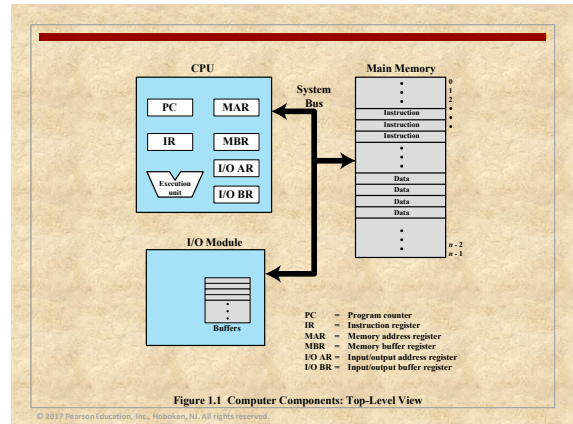 CPU
Main Memory
System
Bus
PC
MAR
IR
MBR
I/O AR
Execution
unit
I/O BR
0
1
2
Instruction
Instruction
Instruction
Data
Data
Data
Data
n - 2
n - 1
I/O Module
Buffers
PC = Program counter
IR = Instruction register
MAR = Memory address register
MBR = Memory buffer register
I/O AR = Input/output address register
I/O BR = Input/output buffer register
Figure 1.1 Computer Components: Top-Level View
© 2017 Pearson Education, Inc., Hoboken, NJ. All rights reserved.